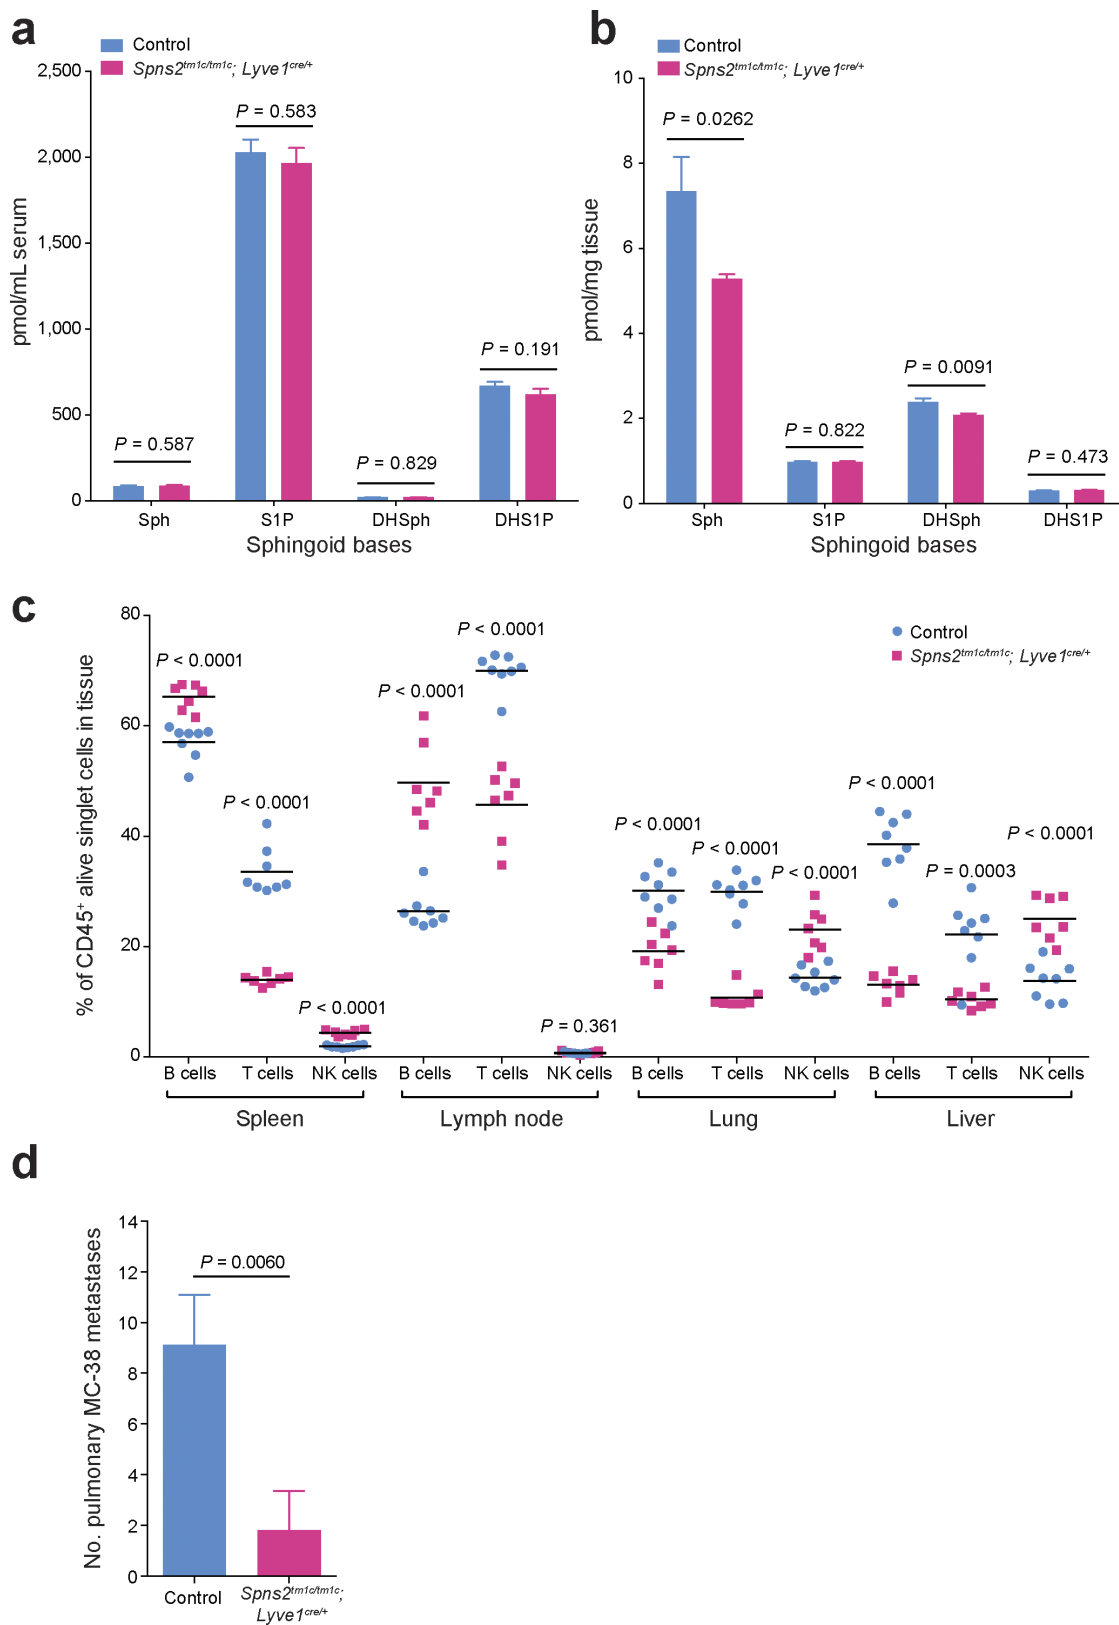 a
Control
Spns2tm1c/tm1c; Lyve1cre/+
2,500
2,000
1,500
1,000
500
0
pmol/mL serum
P = 0.587
P = 0.583
P = 0.829
P = 0.191
Sph
S1P
DHSph
DHS1P
Sphingoid bases
b
Control
Spns2tm1c/tm1c; Lyve1cre/+
10
8
6
4
2
0
pmol/mg tissue
P = 0.0262
P = 0.822
P = 0.0091
P = 0.473
Sph
S1P
DHSph
DHS1P
Sphingoid bases
c
Control
Spns2tm1c/tm1c; Lyve1cre/+
80
60
40
20
0
% of CD45+ alive singlet cells in tissue
P < 0.0001
P < 0.0001
P < 0.0001
P < 0.0001
P < 0.0001
P = 0.361
P < 0.0001
P < 0.0001
P < 0.0001
P < 0.0001
P = 0.0003
P < 0.0001
B cells
T cells
NK cells
B cells
T cells
NK cells
B cells
T cells
NK cells
B cells
T cells
NK cells
Spleen
Lymph node
Lung
Liver
d
14
12
10
8
6
4
2
0
No. pulmonary MC-38 metastases
P = 0.0060
Control
Spns2tm1c/tm1c;
Lyve1cre/+